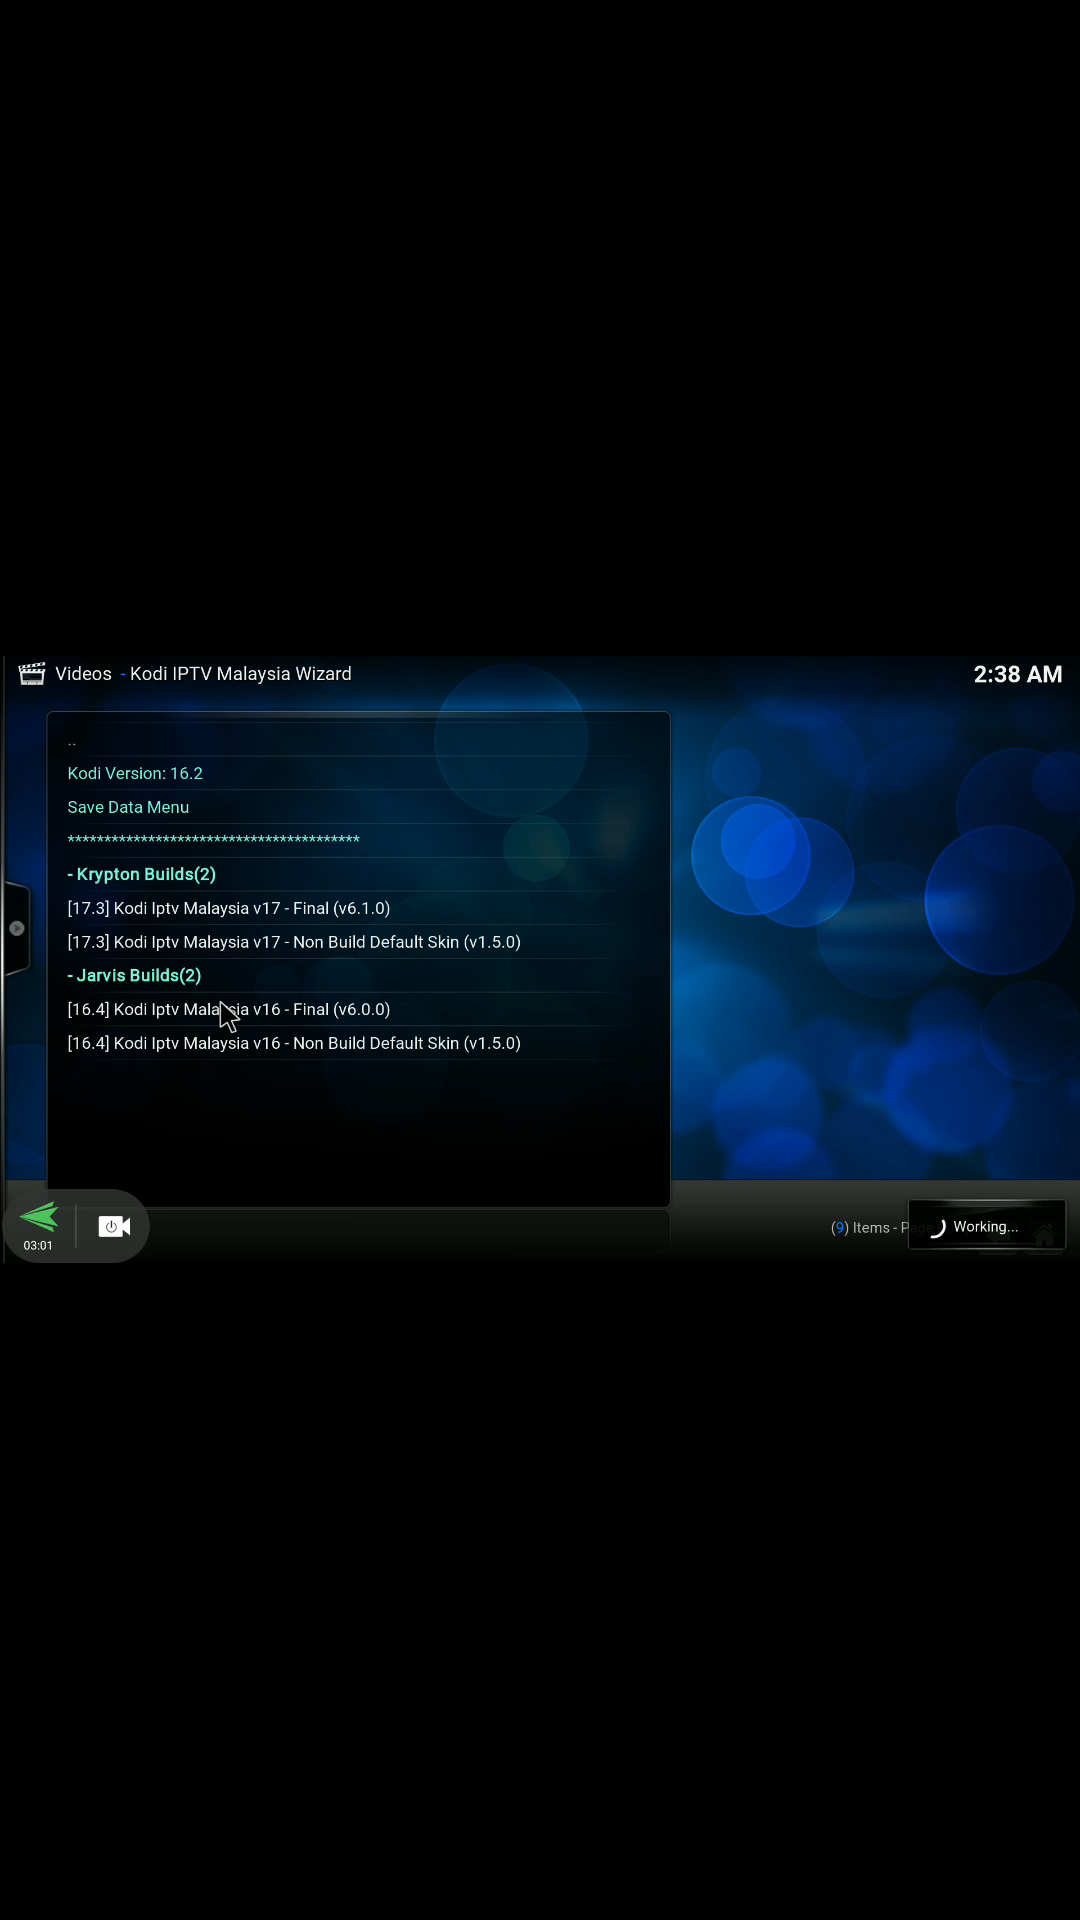 Videos - Kodi IPTV Malaysia Wizard
2:38 AM
..
Kodi Version: 16.2
Save Data Menu
****************************************
- Krypton Builds(2)
[17.3] Kodi Iptv Malaysia v17 - Final (v6.1.0)
[17.3] Kodi Iptv Malaysia v17 - Non Build Default Skin (v1.5.0)
- Jarvis Builds(2)
[16.4] Kodi Iptv Malaysia v16 - Final (v6.0.0)
[16.4] Kodi Iptv Malaysia v16 - Non Build Default Skin (v1.5.0)
(9) Items - Page
Working...
03:01